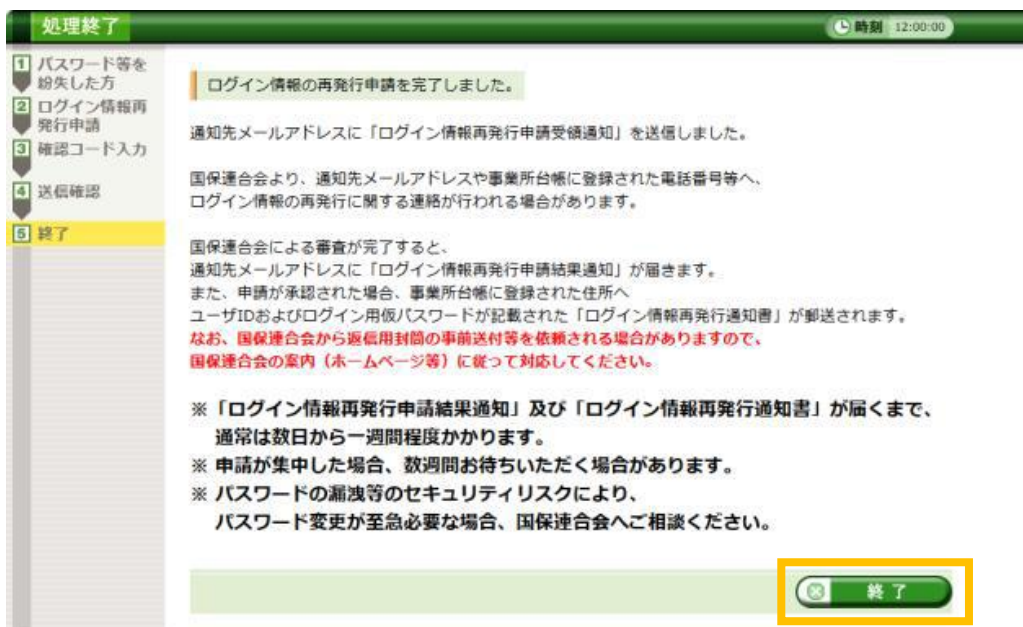 処理終了
時刻 12:00:00
1 パスワード等を
紛失した方
2 ログイン情報再
発行申請
3 確認コード入力
4 送信確認
5 終了
ログイン情報の再発行申請を完了しました。
通知先メールアドレスに「ログイン情報再発行申請受領通知」を送信しました。
国保連合会より、通知先メールアドレスや事業所台帳に登録された電話番号等へ、
ログイン情報の再発行に関する連絡が行われる場合があります。
国保連合会による審査が完了すると、
通知先メールアドレスに「ログイン情報再発行申請結果通知」が届きます。
また、申請が承認された場合、事業所台帳に登録された住所へ
ユーザIDおよびログイン用仮パスワードが記載された「ログイン情報再発行通知書」が郵送されます。
なお、国保連合会から返信用封筒の事前送付等を依頼される場合がありますので、
国保連合会の案内（ホームページ等）に従って対応してください。
※「ログイン情報再発行申請結果通知」及び「ログイン情報再発行通知書」が届くまで、
通常は数日から一週間程度かかります。
※ 申請が集中した場合、数週間お待ちいただく場合があります。
※ パスワードの漏洩等のセキュリティリスクにより、
パスワード変更が至急必要な場合、国保連合会へご相談ください。
終了